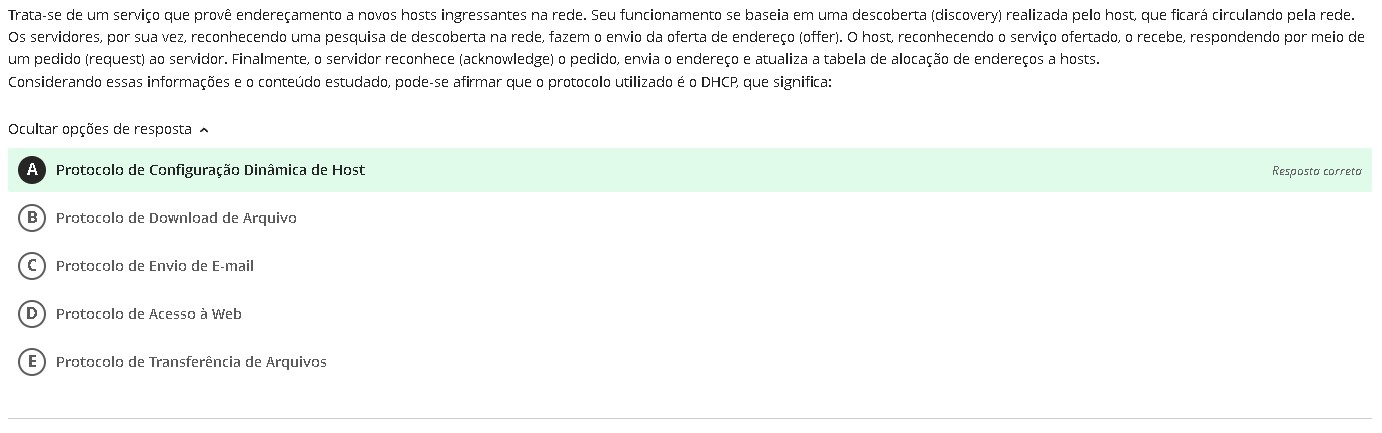 Trata-se de um serviço que provê endereçamento a novos hosts ingressantes na rede. Seu funcionamento se baseia em uma descoberta (discovery) realizada pelo host, que ficará circulando pela rede.
Os servidores, por sua vez, reconhecendo uma pesquisa de descoberta na rede, fazem o envio da oferta de endereço (offer). O host, reconhecendo o serviço ofertado, o recebe, respondendo por meio de
um pedido (request) ao servidor. Finalmente, o servidor reconhece (acknowledge) o pedido, envia o endereço e atualiza a tabela de alocação de endereços a hosts.
Considerando essas informações e o conteúdo estudado, pode-se afirmar que o protocolo utilizado é o DHCP, que significa:
Ocultar opções de resposta
A Protocolo de Configuração Dinâmica de Host Resposta correta
B Protocolo de Download de Arquivo
C Protocolo de Envio de E-mail
D Protocolo de Acesso à Web
E Protocolo de Transferência de Arquivos